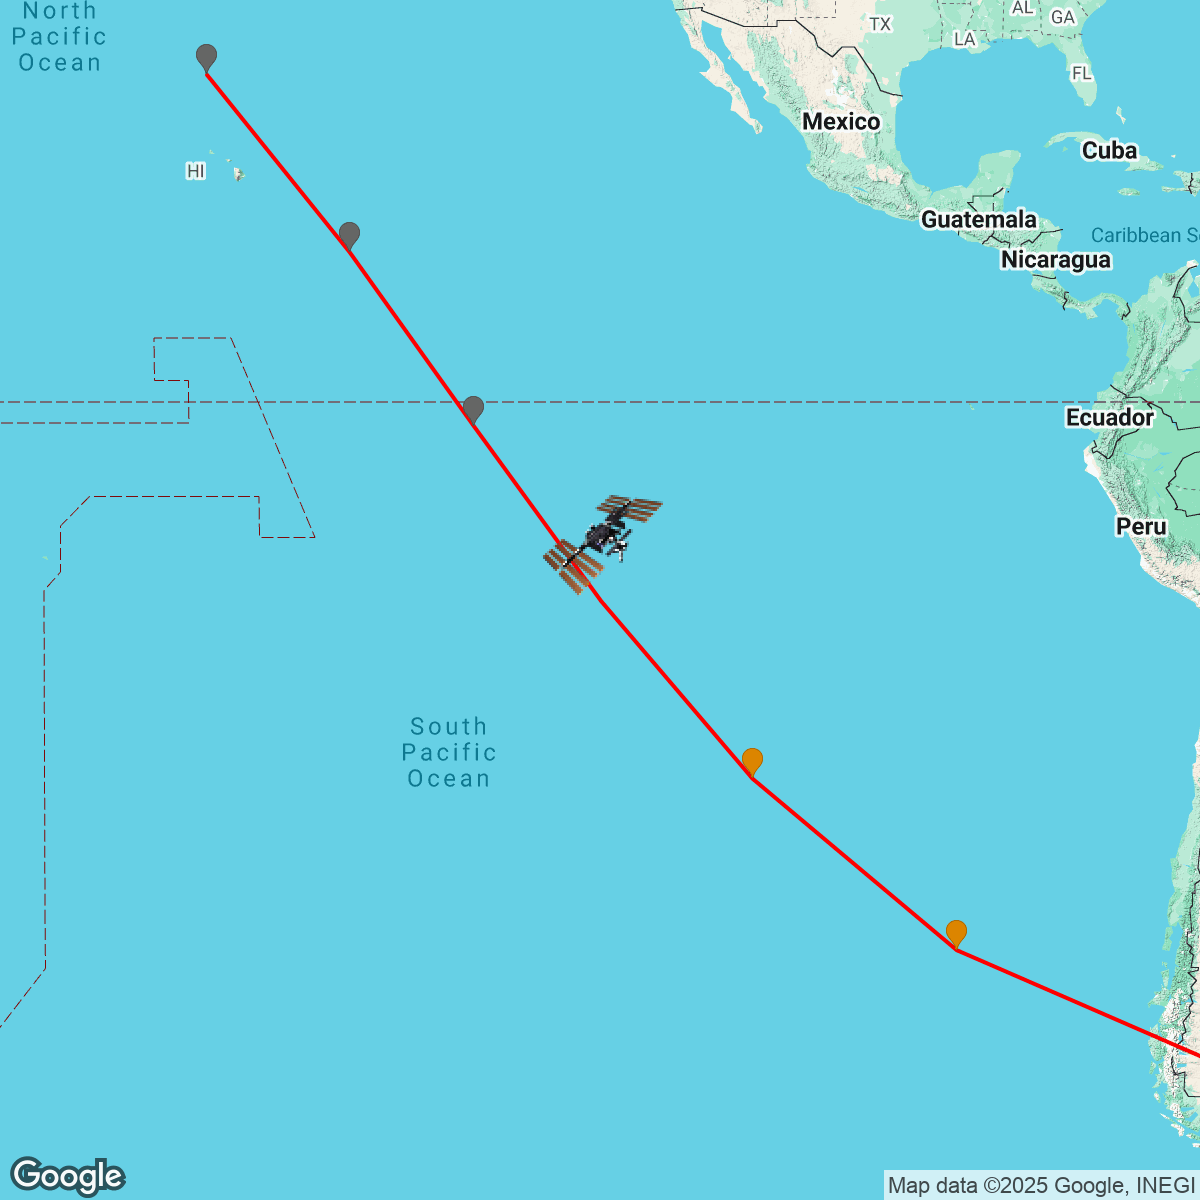 North
Pacific
Ocean
TX
AL
GA
LA
FL
Mexico
Cuba
HI
Guatemala
Caribbean Se
Nicaragua
Ecuador
Peru
South
Pacific
Ocean
Google
Map data ©2025 Google, INEGI